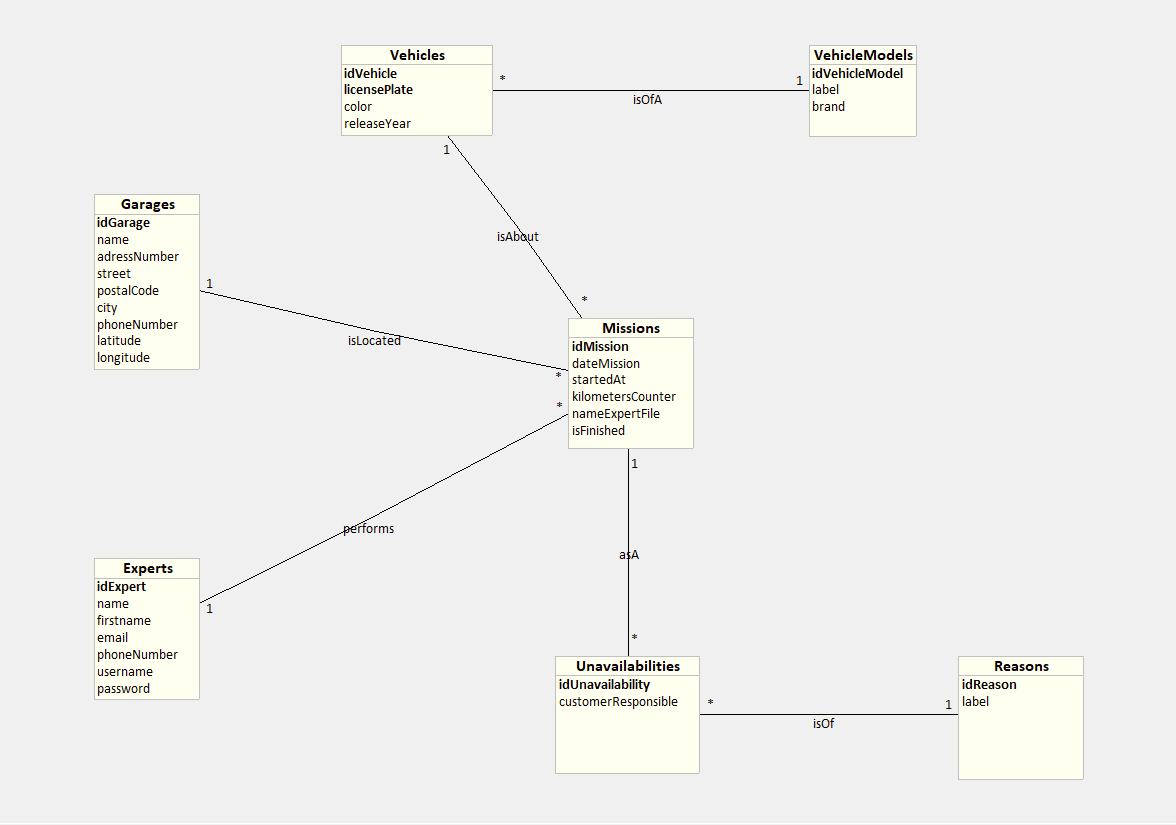 Vehicles
idVehicle
licensePlate
color
releaseYear
*
1
isOfA
VehicleModels
idVehicleModel
label
brand
1
isAbout
*
Garages
idGarage
name
adressNumber
street
postalCode
city
phoneNumber
latitude
longitude
1
isLocated
*
Missions
idMission
dateMission
startedAt
kilometersCounter
nameExpertFile
isFinished
*
performs
1
Experts
idExpert
name
firstname
email
phoneNumber
username
password
1
asA
*
Unavailabilities
idUnavailability
customerResponsible
*
1
isOf
Reasons
idReason
label